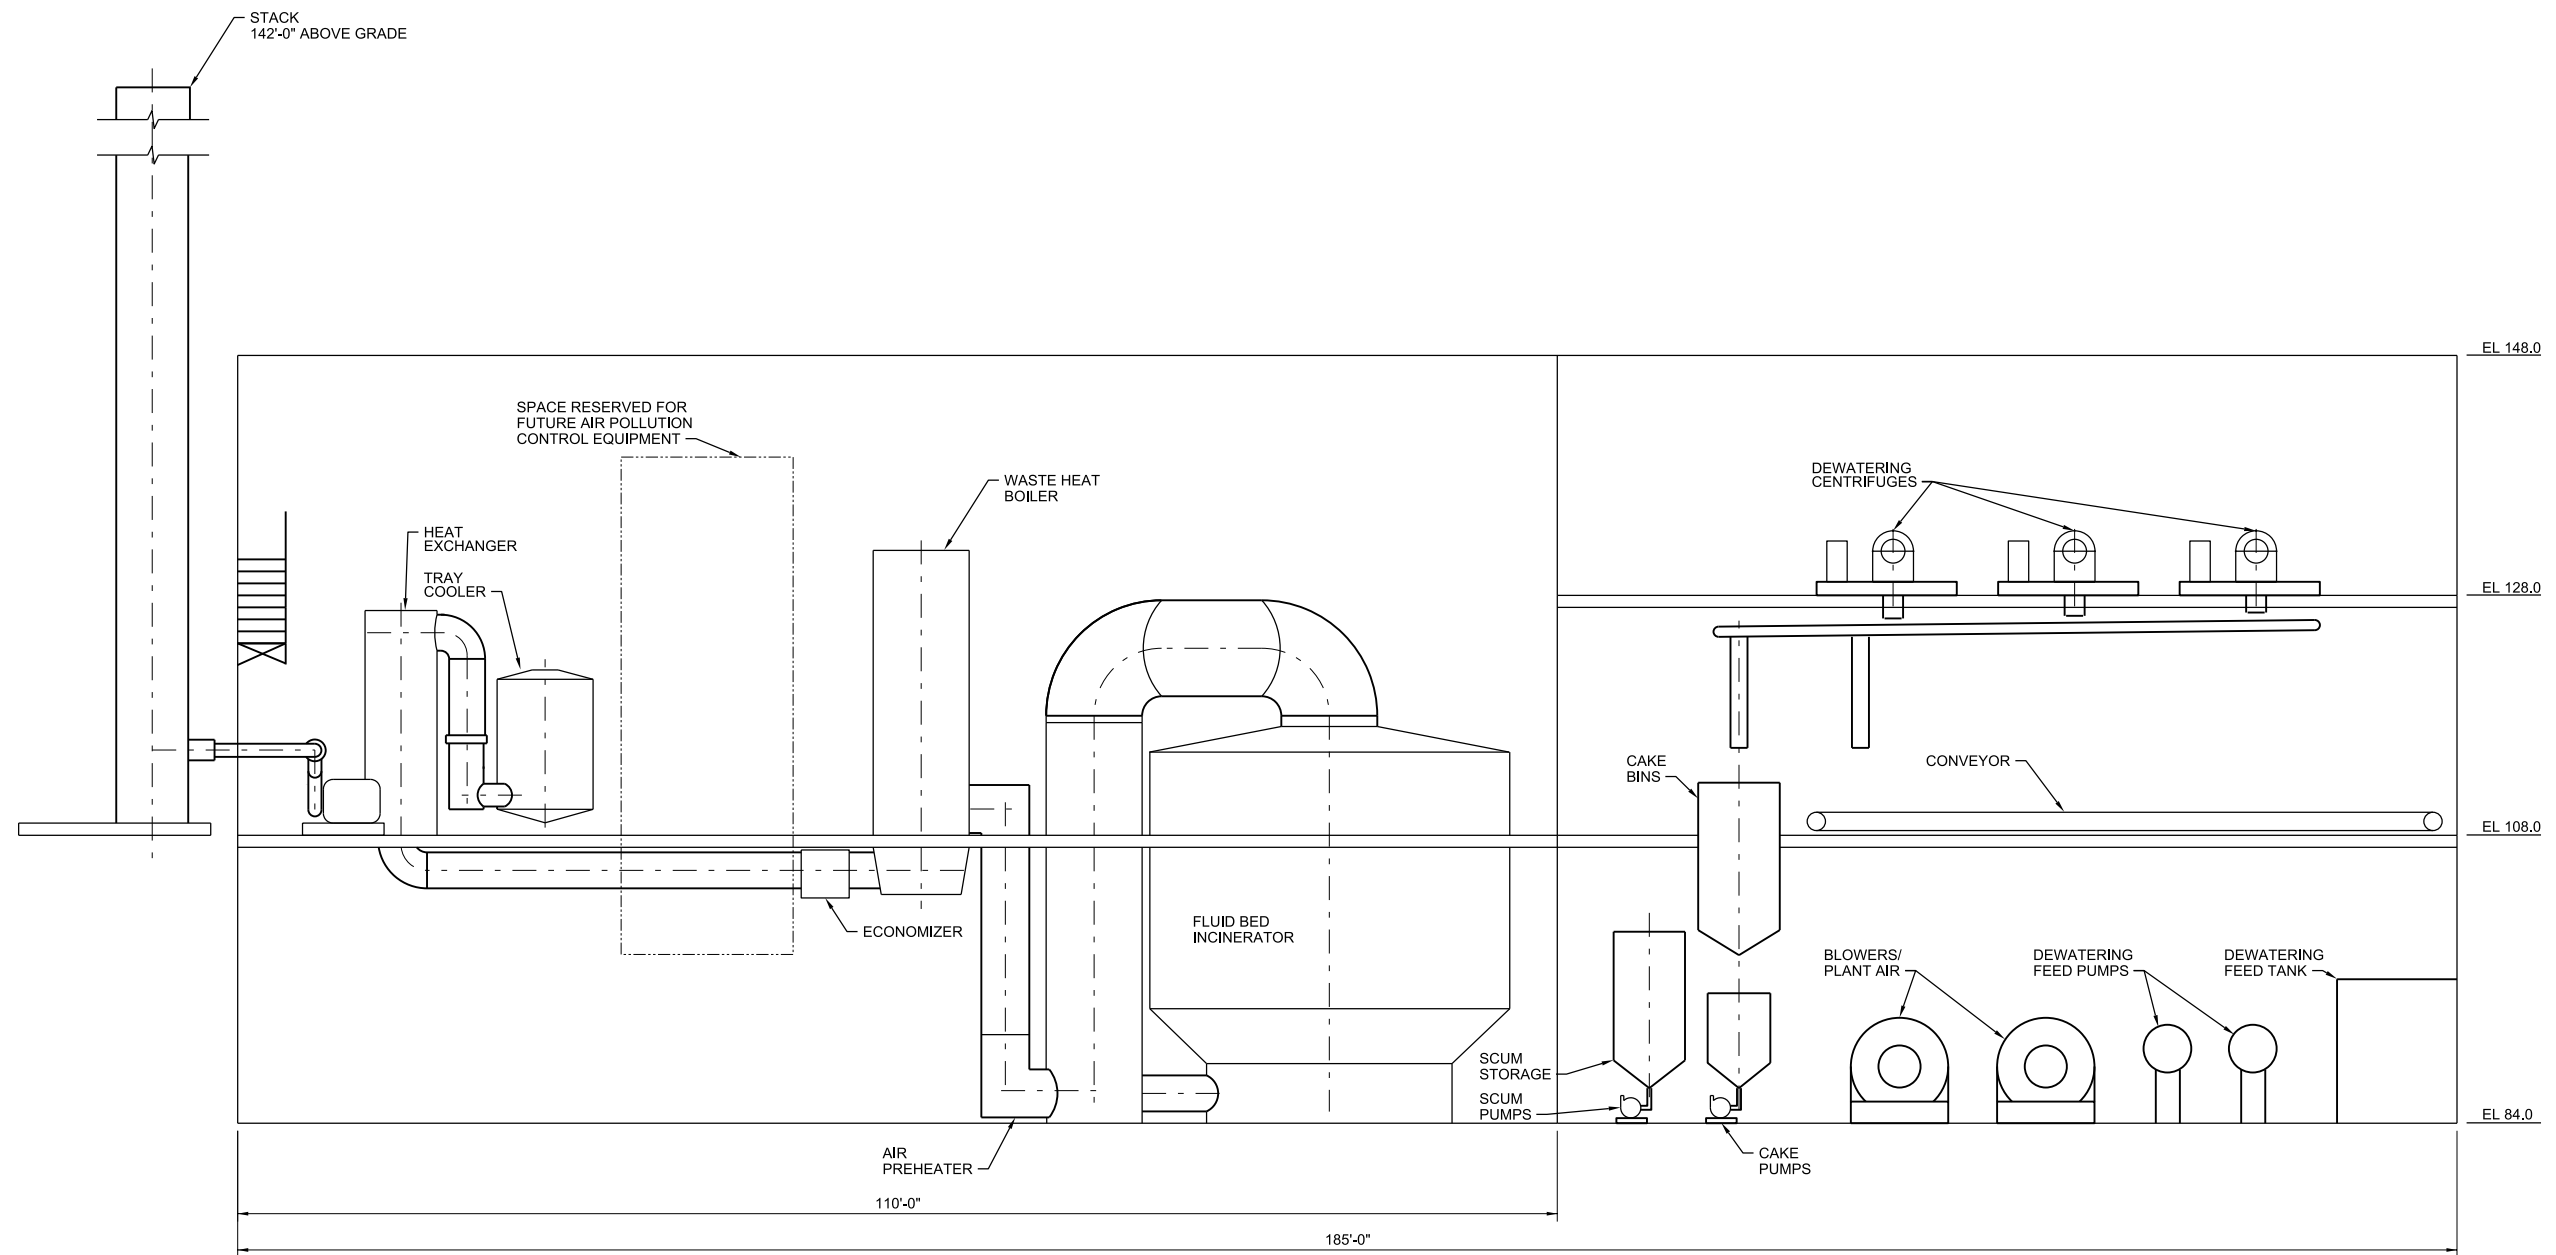 STACK
142'-0" ABOVE GRADE
EL 148.0
SPACE RESERVED FOR
FUTURE AIR POLLUTION
CONTROL EQUIPMENT
WASTE HEAT
BOILER
DEWATERING
CENTRIFUGES
HEAT
EXCHANGER
TRAY
COOLER
EL 128.0
CAKE
BINS
CONVEYOR
EL 108.0
FLUID BED
INCINERATOR
ECONOMIZER
BLOWERS/
PLANT AIR
DEWATERING
FEED PUMPS
DEWATERING
FEED TANK
SCUM
STORAGE
SCUM
PUMPS
EL 84.0
AIR
PREHEATER
CAKE
PUMPS
110'-0"
185'-0"